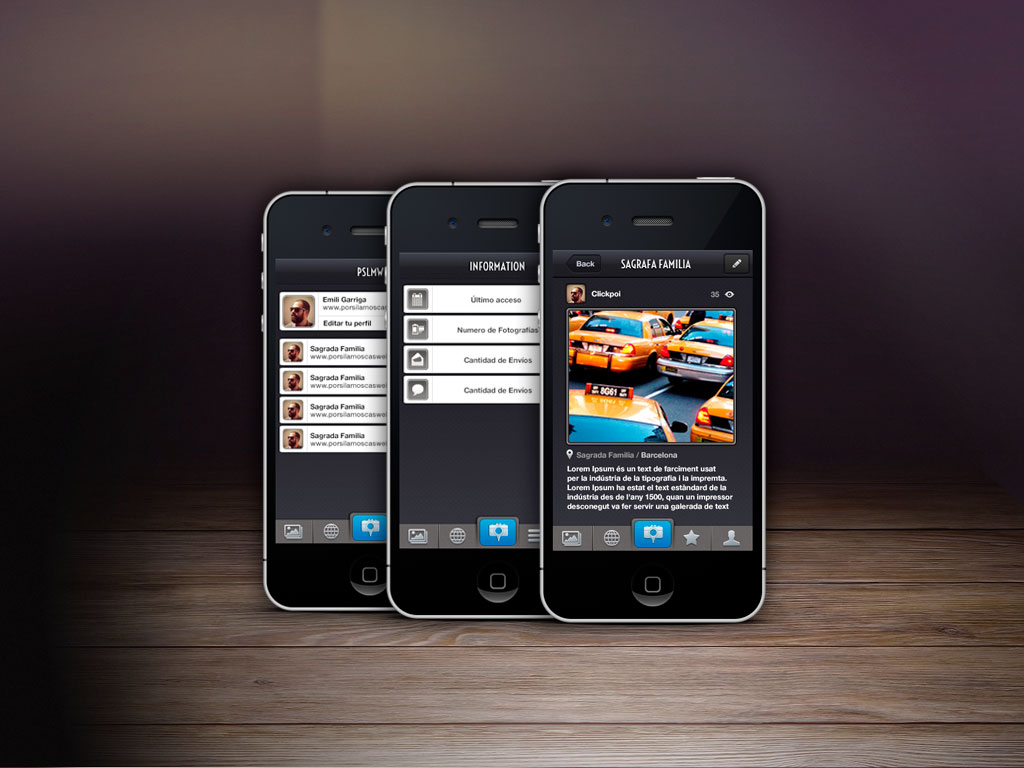 PSLMW
Emili Garriga
www.porsilamoscas
Editar tu perfil
Sagrada Familia
www.porsilamoscaswe
Sagrada Familia
www.porsilamoscaswe
Sagrada Familia
www.porsilamoscaswe
Sagrada Familia
www.porsilamoscaswe
INFORMATION
Último acceso
Numero de Fotografias
Cantidad de Envíos
Cantidad de Envíos
Back
SAGRAFA FAMILIA
Clickpoi
35
8G61
Sagrada Familia / Barcelona
Lorem Ipsum és un text de farciment usat
per la indústria de la tipografia i la impremta.
Lorem Ipsum ha estat el text estàndard de la
indústria des de l'any 1500, quan un impressor
desconegut va fer servir una galerada de text